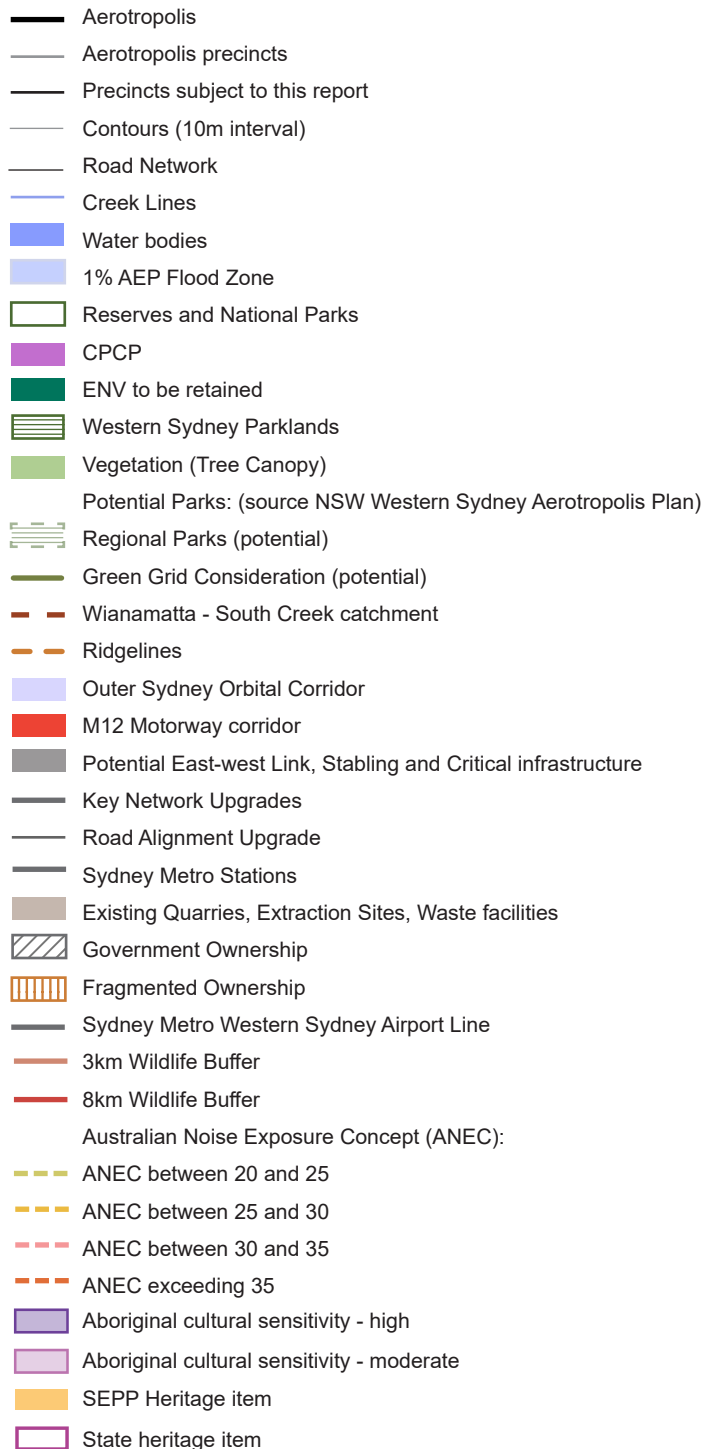 Aerotropolis
Aerotropolis precincts
Precincts subject to this report
Contours (10m interval)
Road Network
Creek Lines
Water bodies
1% AEP Flood Zone
Reserves and National Parks
CPCP
ENV to be retained
Western Sydney Parklands
Vegetation (Tree Canopy)
Potential Parks: (source NSW Western Sydney Aerotropolis Plan)
Regional Parks (potential)
Green Grid Consideration (potential)
Wianamatta - South Creek catchment
Ridgelines
Outer Sydney Orbital Corridor
M12 Motorway corridor
Potential East-west Link, Stabling and Critical infrastructure
Key Network Upgrades
Road Alignment Upgrade
Sydney Metro Stations
Existing Quarries, Extraction Sites, Waste facilities
Government Ownership
Fragmented Ownership
Sydney Metro Western Sydney Airport Line
3km Wildlife Buffer
8km Wildlife Buffer
Australian Noise Exposure Concept (ANEC):
ANEC between 20 and 25
ANEC between 25 and 30
ANEC between 30 and 35
ANEC exceeding 35
Aboriginal cultural sensitivity - high
Aboriginal cultural sensitivity - moderate
SEPP Heritage item
State heritage item